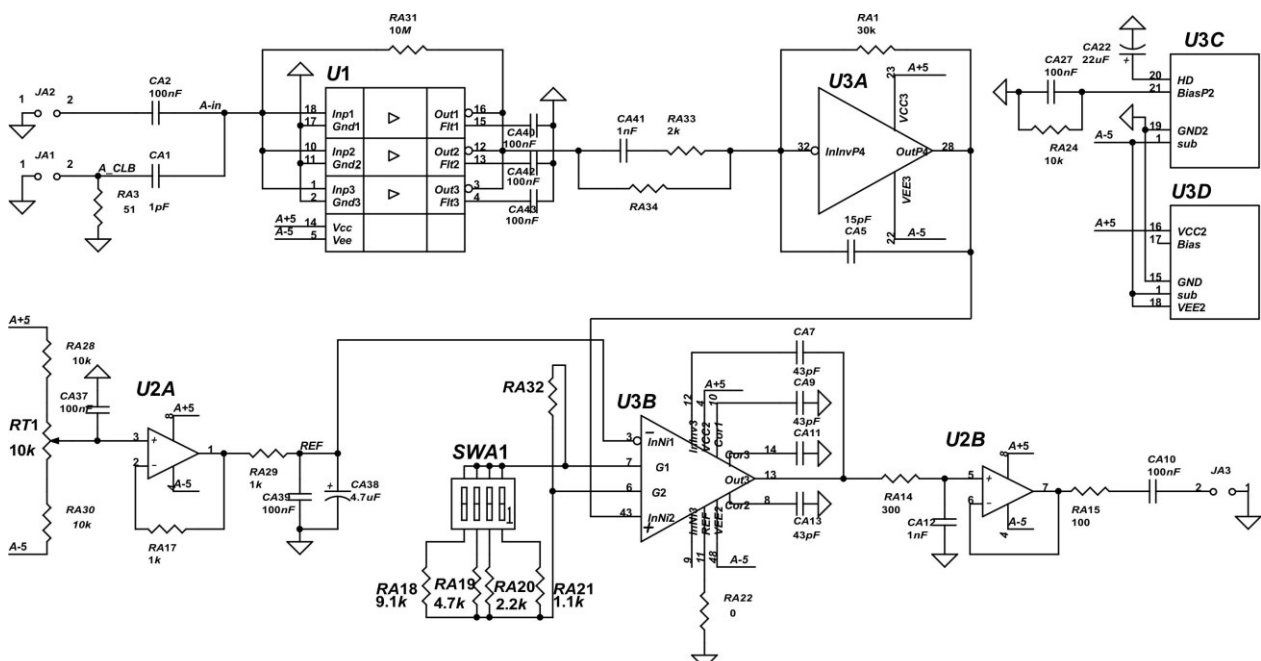 RA31
10M
RA1
30k
CA22
22uF
U3C
CA27
100nF
20 HD
21 BiasP2
19 GND2
A-5
1 sub
RA24
10k
U3D
A+5
16 VCC2
17 Bias
15 GND
1 sub
18 VEE2
JA2
1 2
CA2
100nF
A-in
JA1
1 2
A_CLB
CA1
1pF
RA3
51
U1
18 Inp1
17 Gnd1
10 Inp2
11 Gnd2
1 Inp3
2 Gnd3
A+5 14 Vcc
A-5 5 Vee
Out1 16
Flt1 15
Out2 12
Flt2 13
Out3 3
Flt3 4
CA40
100nF
CA42
100nF
CA43
100nF
CA41
1nF
RA33
2k
RA34
U3A
23 A+5
VCC3
32 InInvP4
OutP4 28
VEE3
22 A-5
15pF
CA5
A+5
RA28
10k
CA37
100nF
RT1
10k
RA30
10k
A-5
U2A
A+5
8
3 +
2 −
1
4
A-5
RA17
1k
RA29
1k
REF
CA39
100nF
CA38
4.7uF
SWA1
1
RA32
RA18
9.1k
RA19
4.7k
RA20
2.2k
RA21
1.1k
U3B
3 InNi1
7 G1
6 G2
43 InNi2
−
+
12 InInv3
4 VCC2
A+5
10 Cur1
Cor3 14
Out3 13
Cor2 8
9 InNi3
11 REF
48 VEE2
A-5
CA7
43pF
CA9
43pF
CA11
CA13
43pF
RA22
0
RA14
300
CA12
1nF
U2B
A+5
8
5 +
6 −
7
4
A-5
RA15
100
CA10
100nF
JA3
2 1